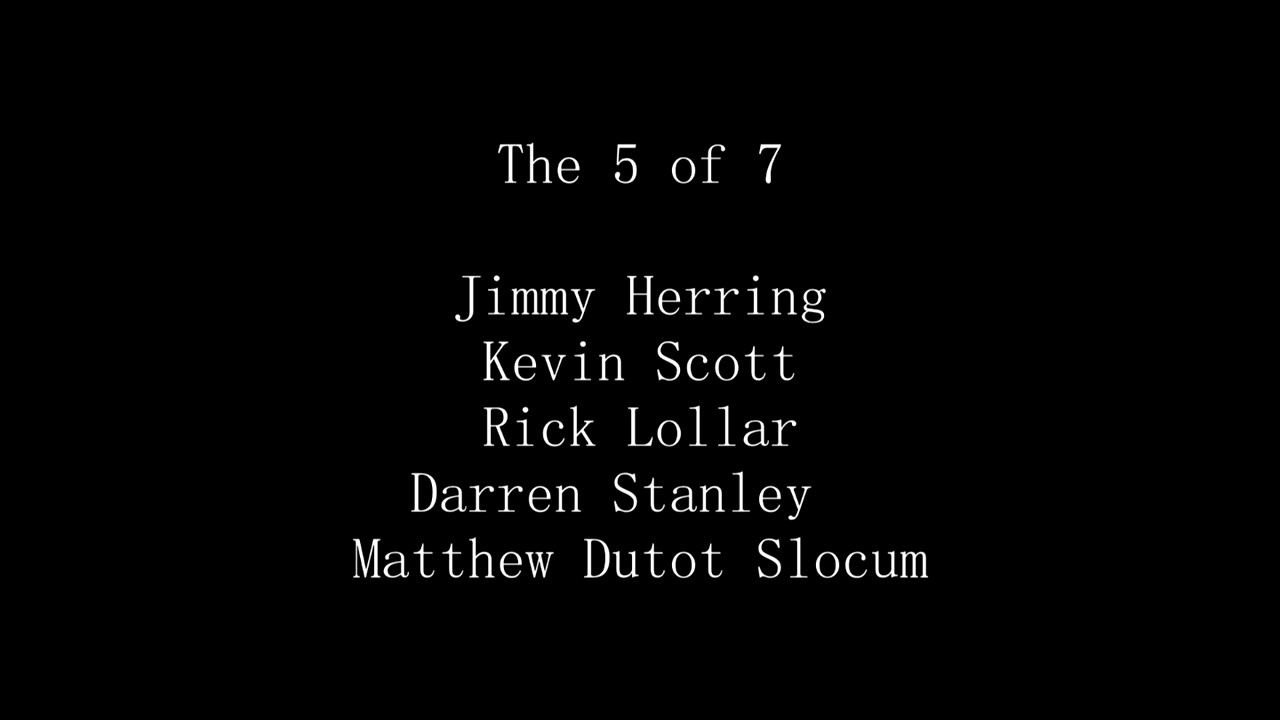 The 5 of 7
Jimmy Herring
Kevin Scott
Rick Lollar
Darren Stanley
Matthew Dutot Slocum